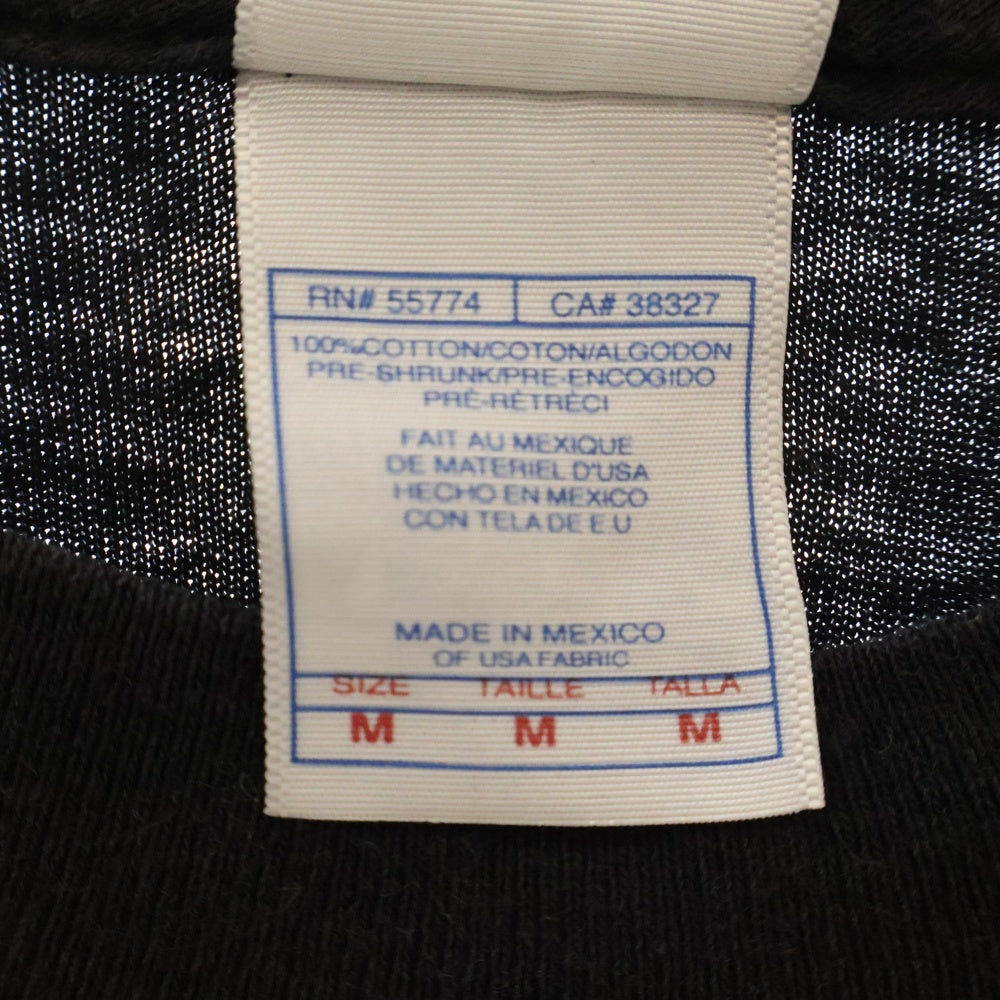 RN# 55774 CA# 38327
100%COTTON/COTON/ALGODON
PRE-SHRUNK/PRE-ENCOGIDO
PRÉ-RÉTRÉCI
FAIT AU MEXIQUE
DE MATERIEL D'USA
HECHO EN MEXICO
CON TELA DE E.U
MADE IN MEXICO
OF USA FABRIC
SIZE TAILLE TALLA
M M M